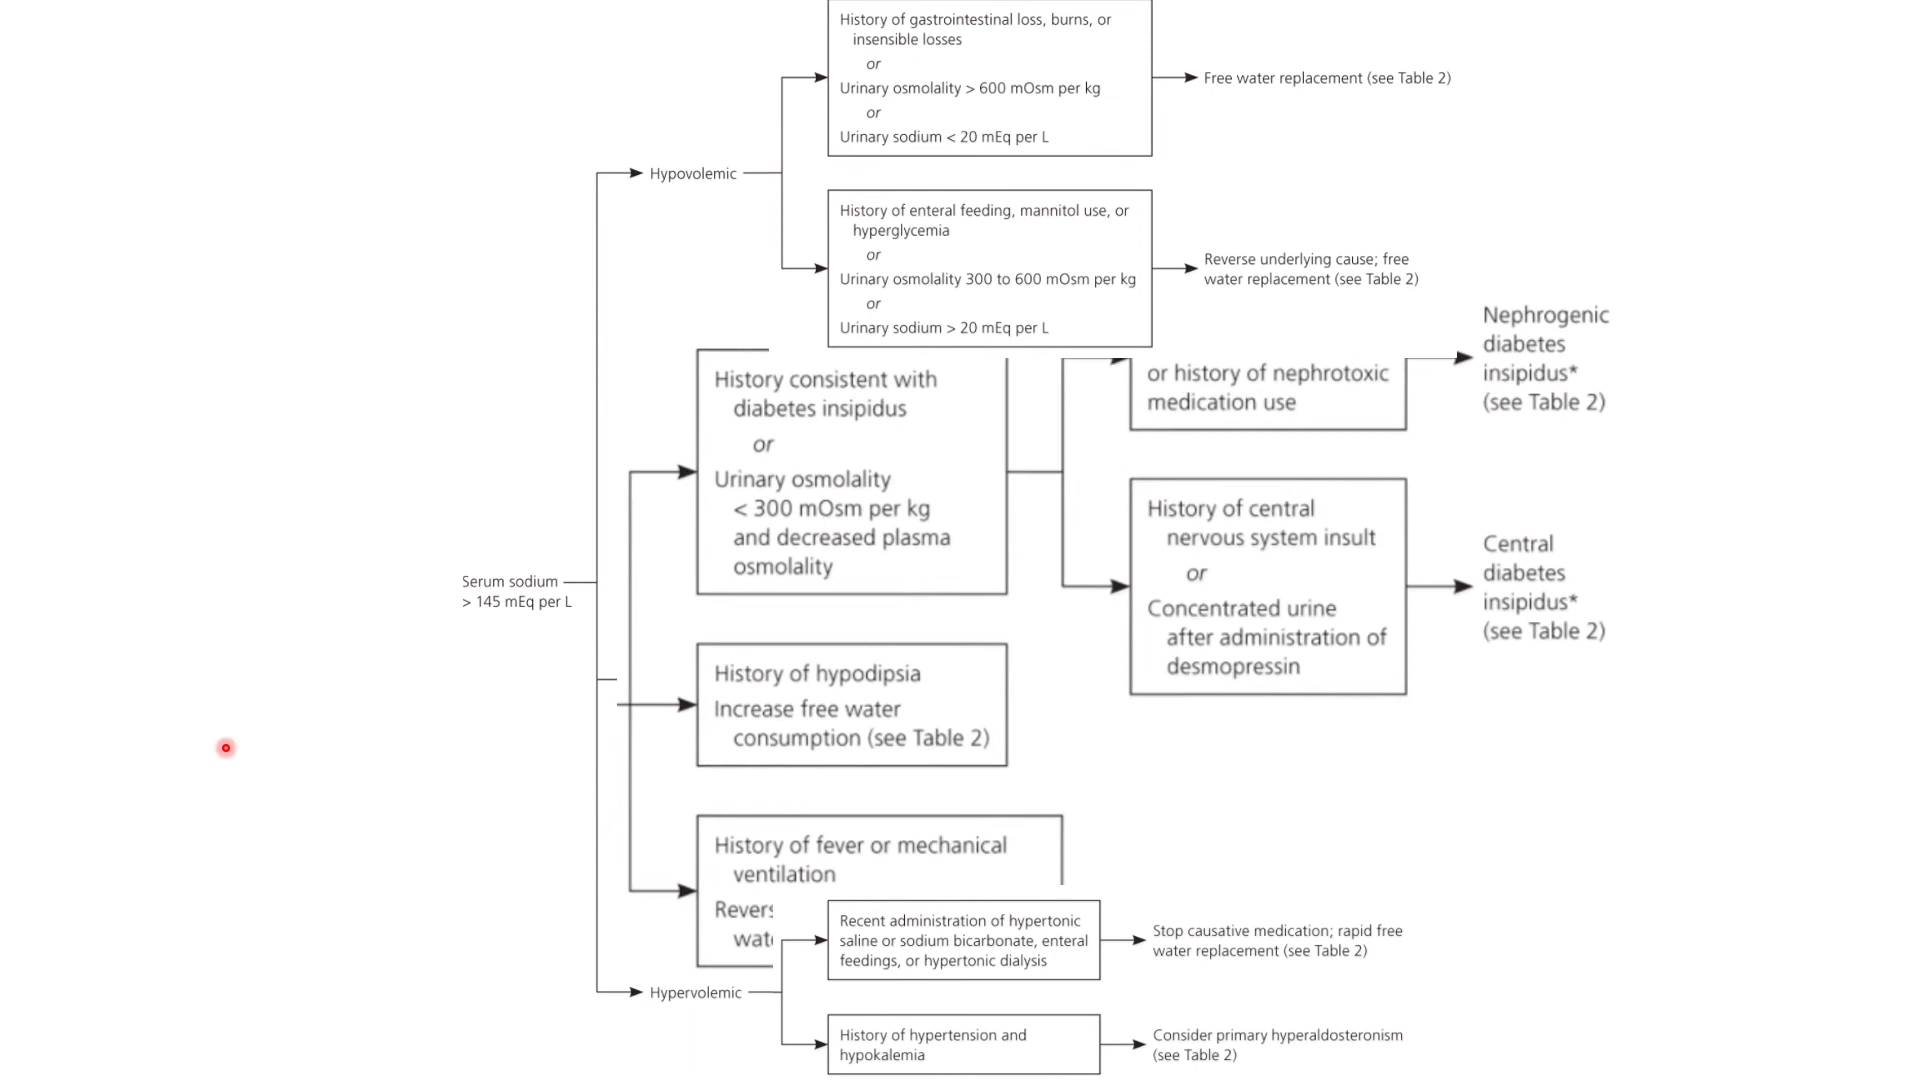 History of gastrointestinal loss, burns, or
insensible losses
or
Urinary osmolality > 600 mOsm per kg
or
Urinary sodium < 20 mEq per L
Free water replacement (see Table 2)
Hypovolemic
History of enteral feeding, mannitol use, or
hyperglycemia
or
Urinary osmolality 300 to 600 mOsm per kg
or
Urinary sodium > 20 mEq per L
Reverse underlying cause; free
water replacement (see Table 2)
History consistent with
diabetes insipidus
or
Urinary osmolality
< 300 mOsm per kg
and decreased plasma
osmolality
or history of nephrotoxic
medication use
Nephrogenic
diabetes
insipidus*
(see Table 2)
History of central
nervous system insult
or
Concentrated urine
after administration of
desmopressin
Central
diabetes
insipidus*
(see Table 2)
Serum sodium
> 145 mEq per L
History of hypodipsia
Increase free water
consumption (see Table 2)
History of fever or mechanical
ventilation
Hypervolemic
Recent administration of hypertonic
saline or sodium bicarbonate, enteral
feedings, or hypertonic dialysis
Stop causative medication; rapid free
water replacement (see Table 2)
History of hypertension and
hypokalemia
Consider primary hyperaldosteronism
(see Table 2)